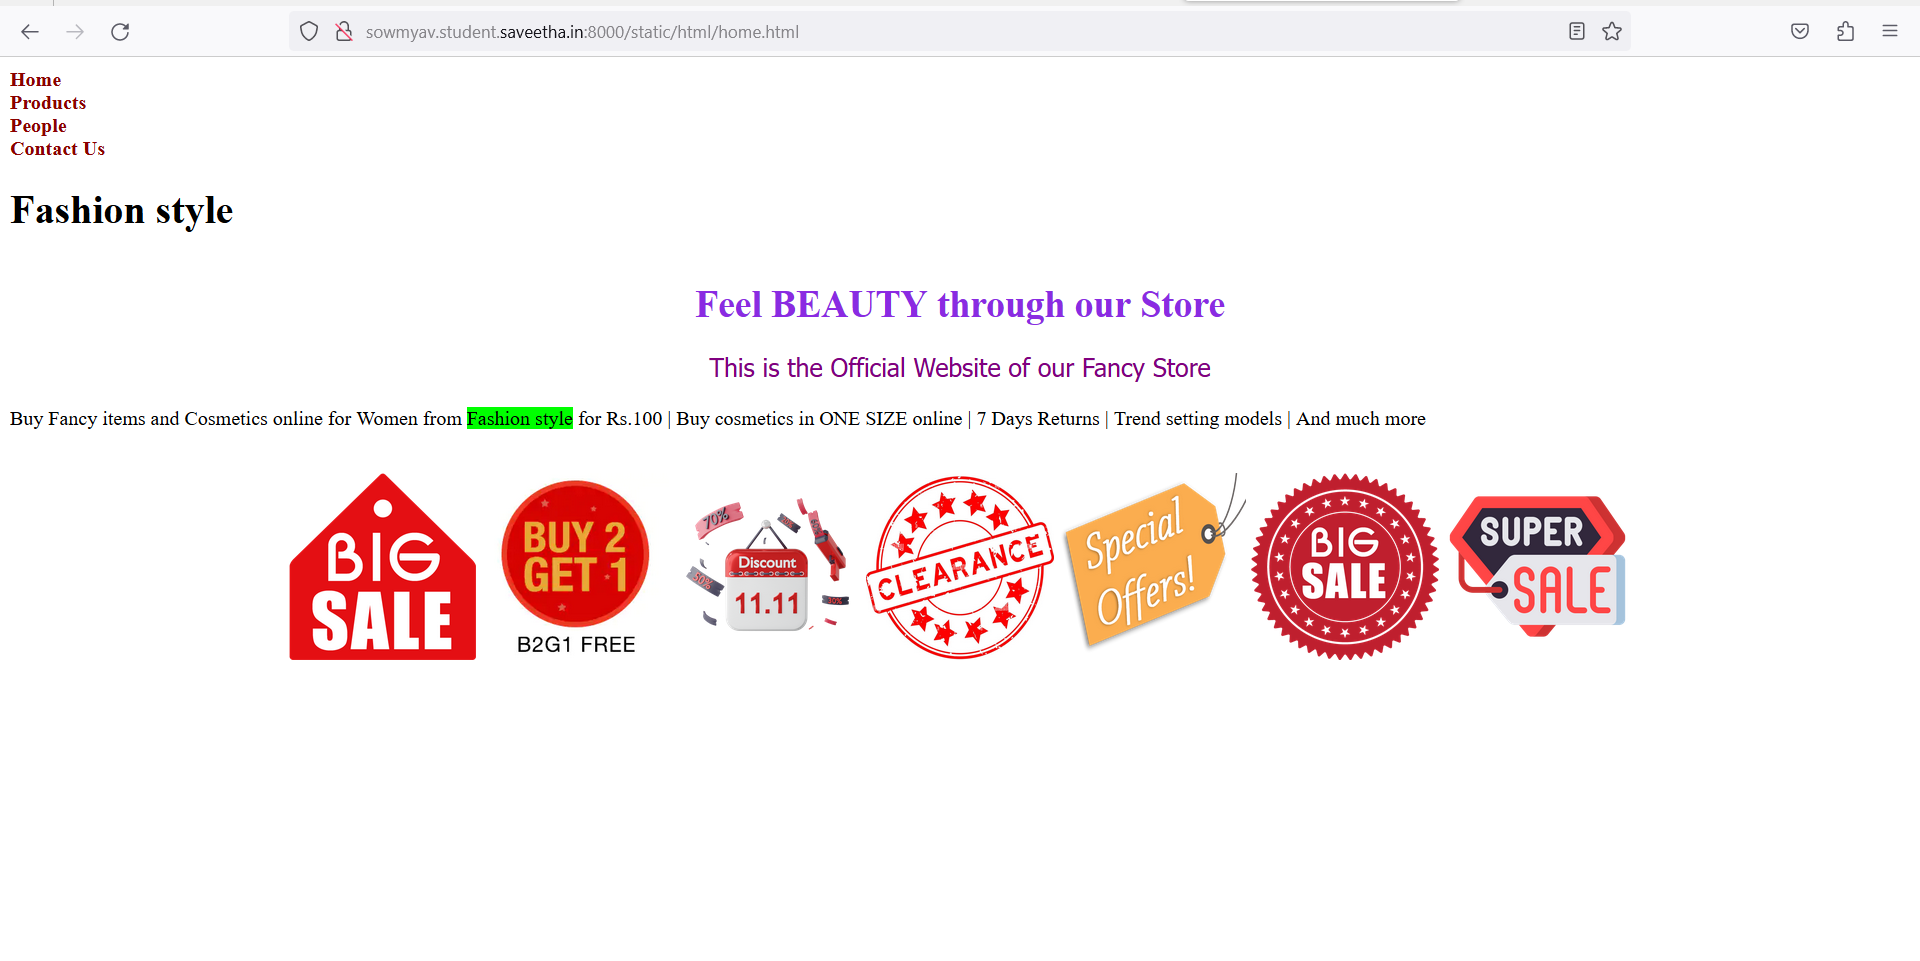 sowmyav.student.saveetha.in:8000/static/html/home.html
Home
Products
People
Contact Us
Fashion style
Feel BEAUTY through our Store
This is the Official Website of our Fancy Store
Buy Fancy items and Cosmetics online for Women from Fashion style for Rs.100 | Buy cosmetics in ONE SIZE online | 7 Days Returns | Trend setting models | And much more
BIG
SALE
BUY 2
GET 1
B2G1 FREE
70%
50%
Discount
11.11
CLEARANCE
Special
Offers!
BIG
SALE
SUPER
SALE